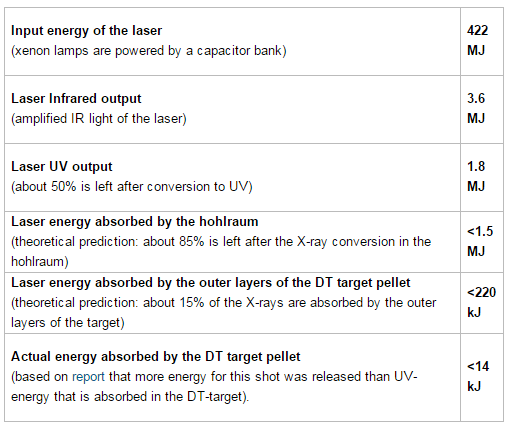 Input energy of the laser
(xenon lamps are powered by a capacitor bank)
422
MJ
Laser Infrared output
(amplified IR light of the laser)
3.6
MJ
Laser UV output
(about 50% is left after conversion to UV)
1.8
MJ
Laser energy absorbed by the hohlraum
(theoretical prediction: about 85% is left after the X-ray conversion in the
hohlraum)
<1.5
MJ
Laser energy absorbed by the outer layers of the DT target pellet
(theoretical prediction: about 15% of the X-rays are absorbed by the outer
layers of the target)
<220
kJ
Actual energy absorbed by the DT target pellet
(based on report that more energy for this shot was released than UV-
energy that is absorbed in the DT-target).
<14
kJ